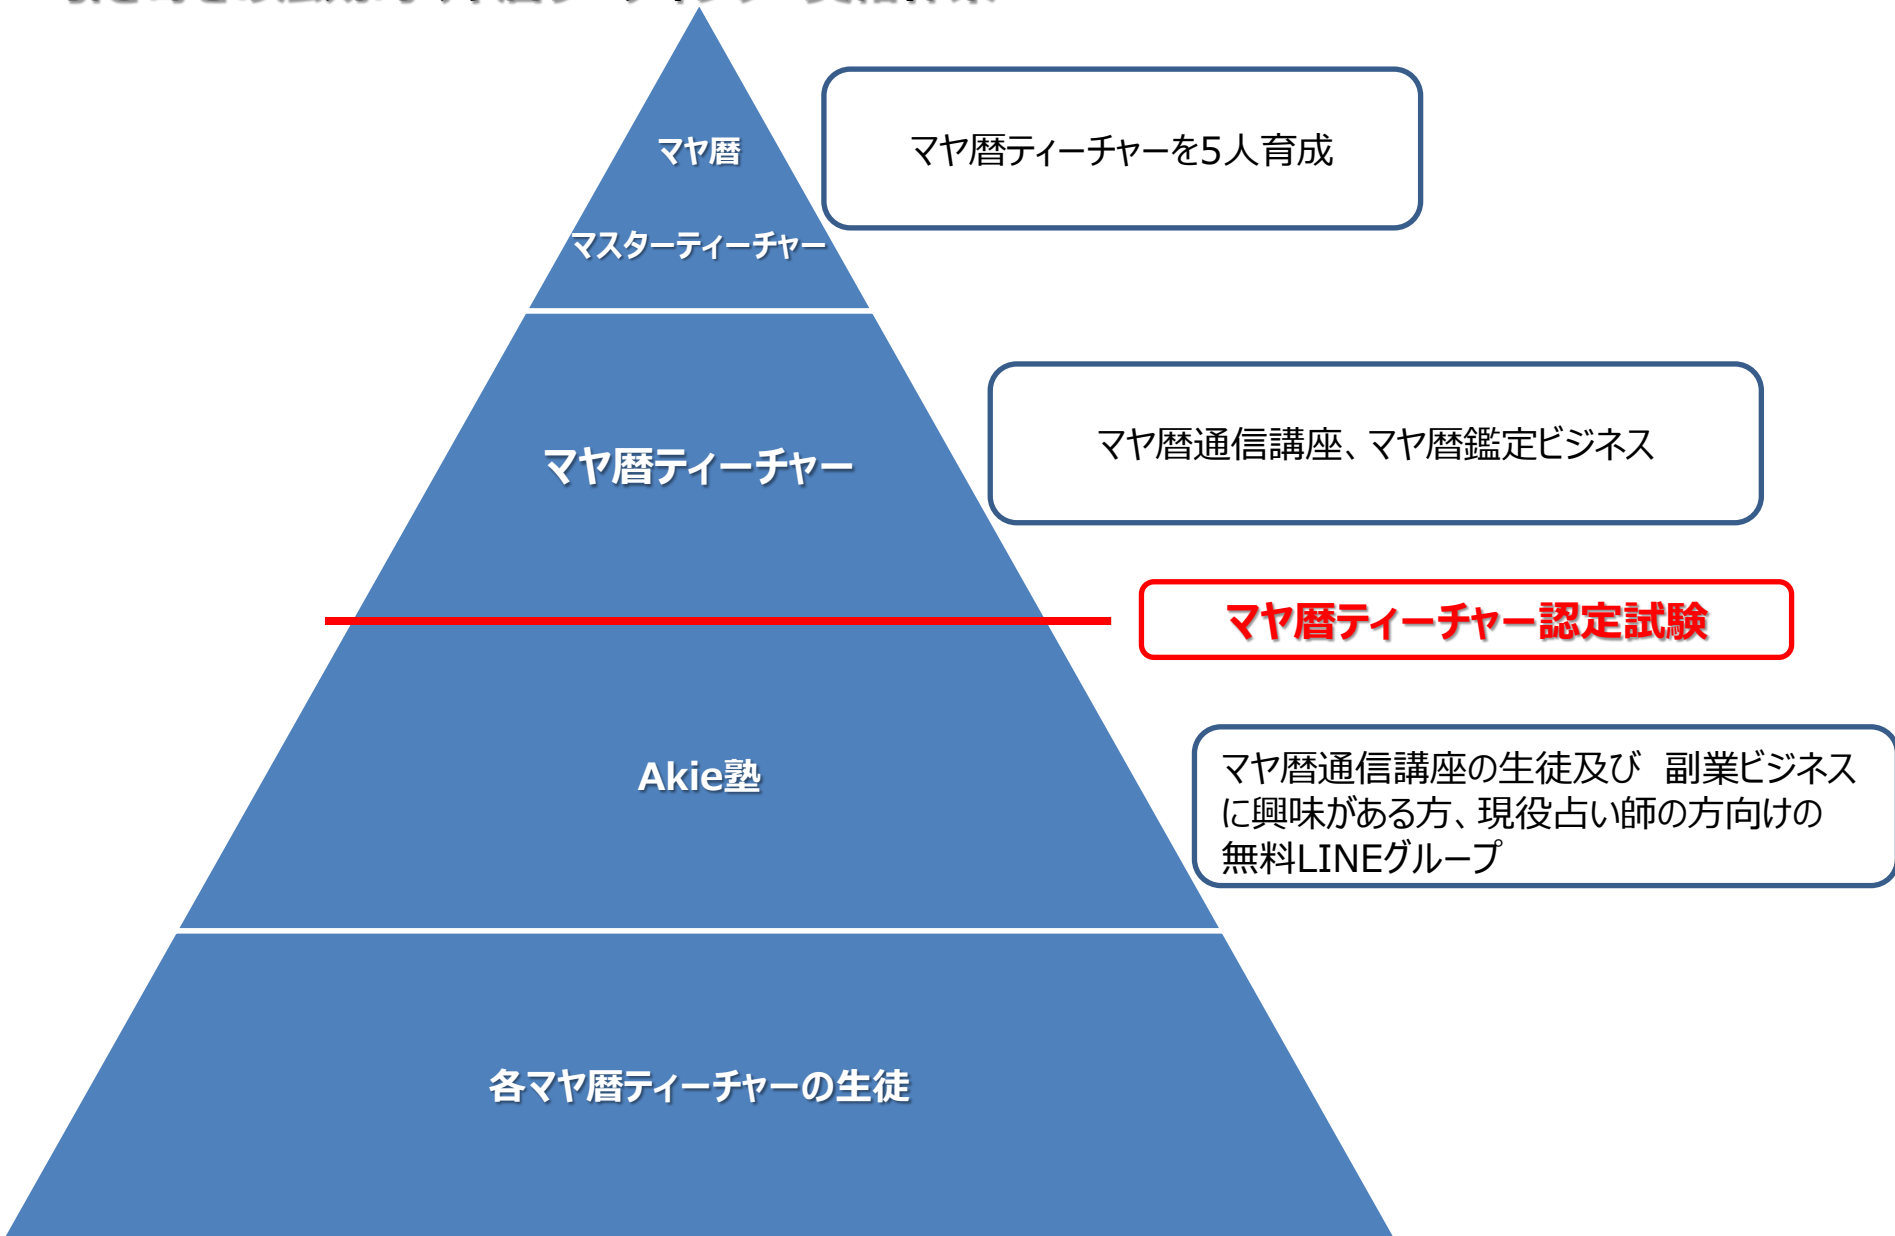 マヤ暦
マスターティーチャー
マヤ暦ティーチャーを5人育成
マヤ暦ティーチャー
マヤ暦通信講座、マヤ暦鑑定ビジネス
マヤ暦ティーチャー認定試験
Akie塾
マヤ暦通信講座の生徒及び　副業ビジネス
に興味がある方、現役占い師の方向けの
無料LINEグループ
各マヤ暦ティーチャーの生徒